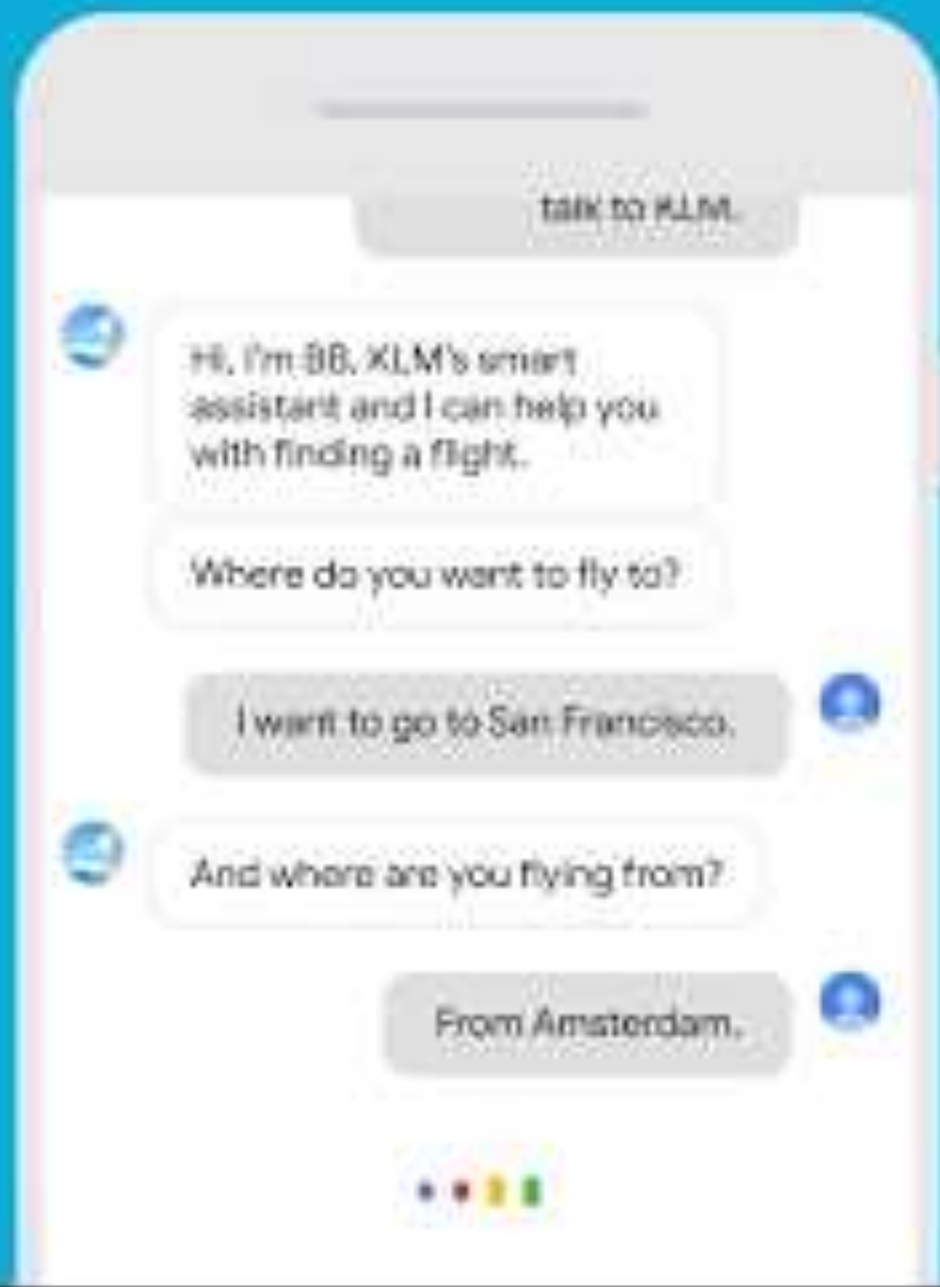 talk to KLM.
Hi, I'm BB, KLM's smart
assistant and I can help you
with finding a flight.
Where do you want to fly to?
I want to go to San Francisco.
And where are you flying from?
From Amsterdam.